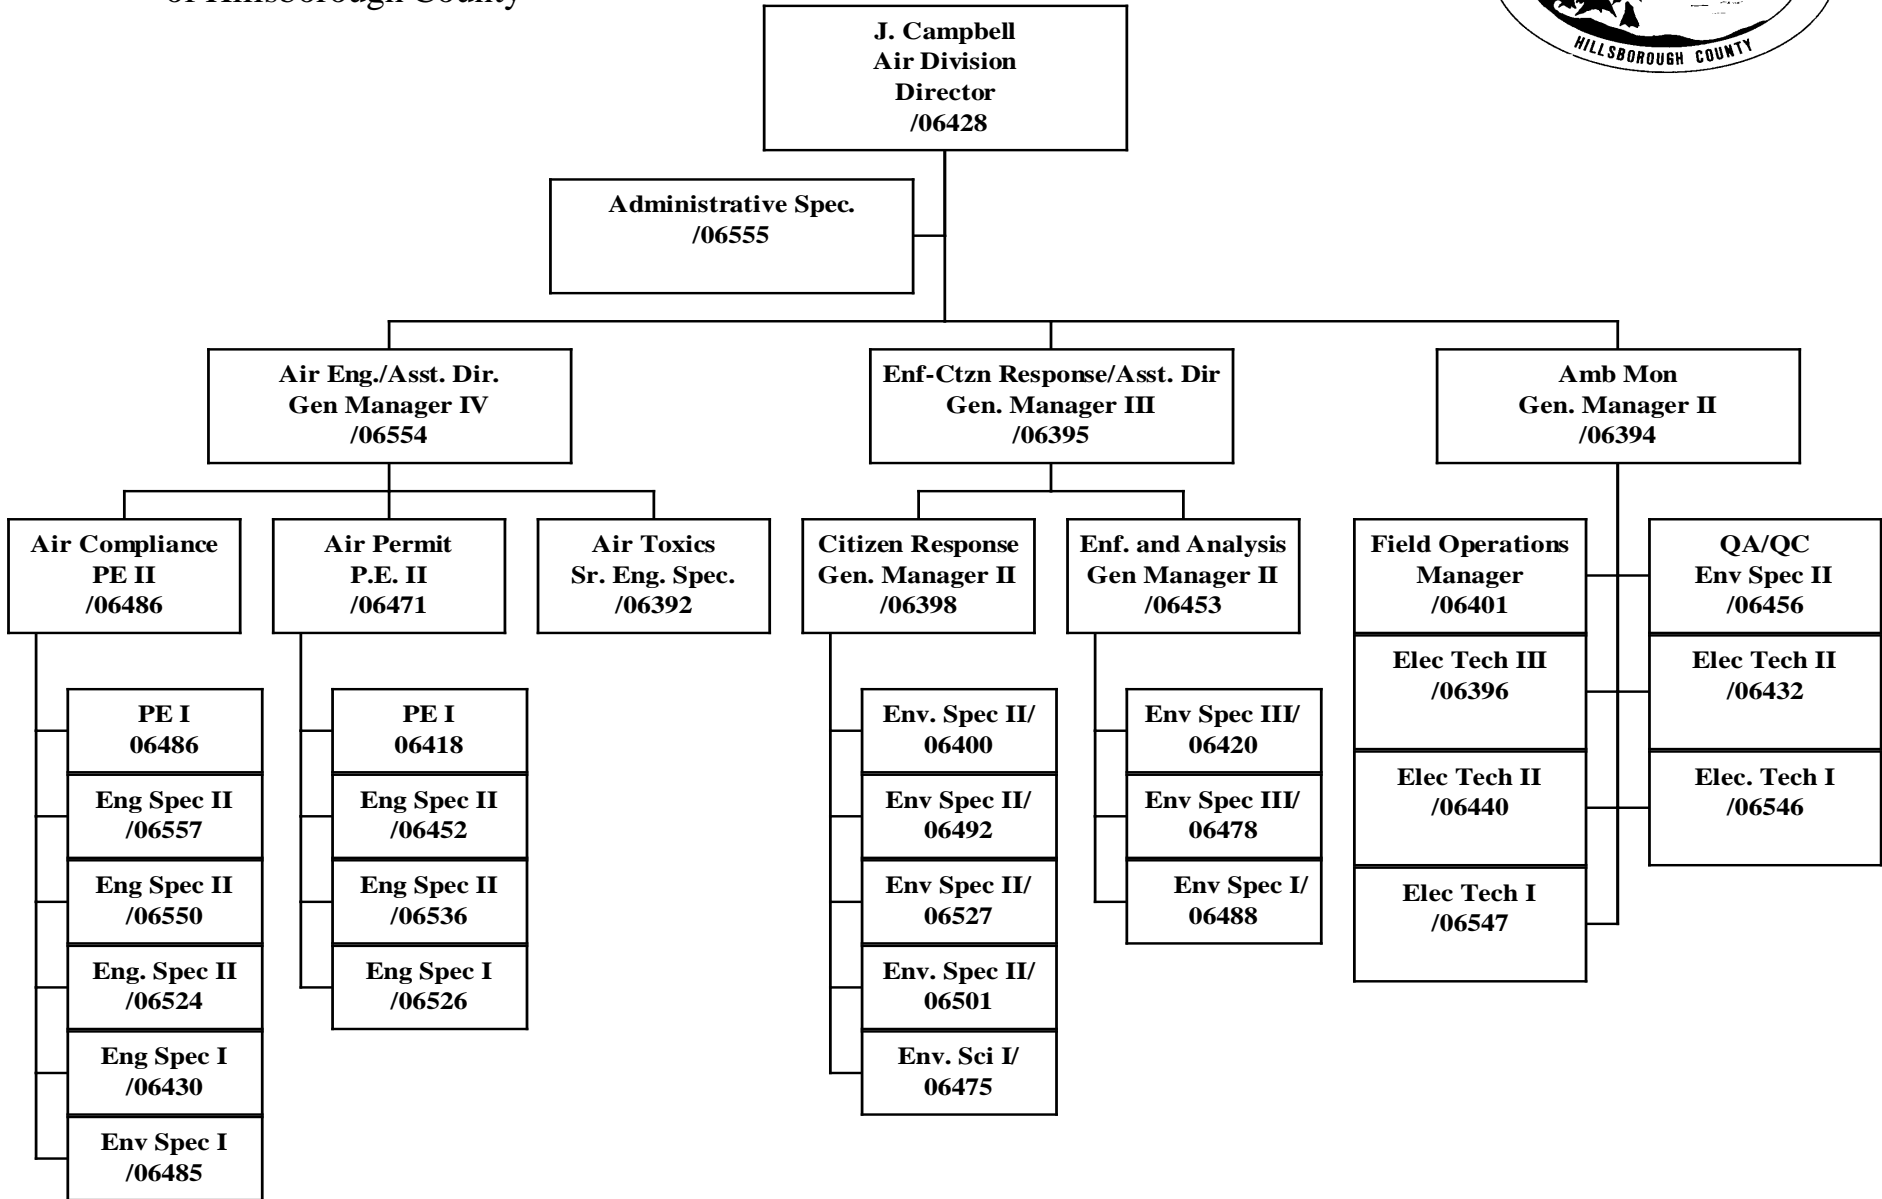 of Hillsborough County
HILLSBOROUGH COUNTY
J. Campbell
Air Division
Director
/06428
Administrative Spec.
/06555
Air Eng./Asst. Dir.
Gen Manager IV
/06554
Enf-Ctzn Response/Asst. Dir
Gen. Manager III
/06395
Amb Mon
Gen. Manager II
/06394
Air Compliance
PE II
/06486
Air Permit
P.E. II
/06471
Air Toxics
Sr. Eng. Spec.
/06392
Citizen Response
Gen. Manager II
/06398
Enf. and Analysis
Gen Manager II
/06453
Field Operations
Manager
/06401
QA/QC
Env Spec II
/06456
PE I
06486
Eng Spec II
/06557
Eng Spec II
/06550
Eng. Spec II
/06524
Eng Spec I
/06430
Env Spec I
/06485
PE I
06418
Eng Spec II
/06452
Eng Spec II
/06536
Eng Spec I
/06526
Env. Spec II/
06400
Env Spec II/
06492
Env Spec II/
06527
Env. Spec II/
06501
Env. Sci I/
06475
Env Spec III/
06420
Env Spec III/
06478
Env Spec I/
06488
Elec Tech III
/06396
Elec Tech II
/06440
Elec Tech I
/06547
Elec Tech II
/06432
Elec. Tech I
/06546